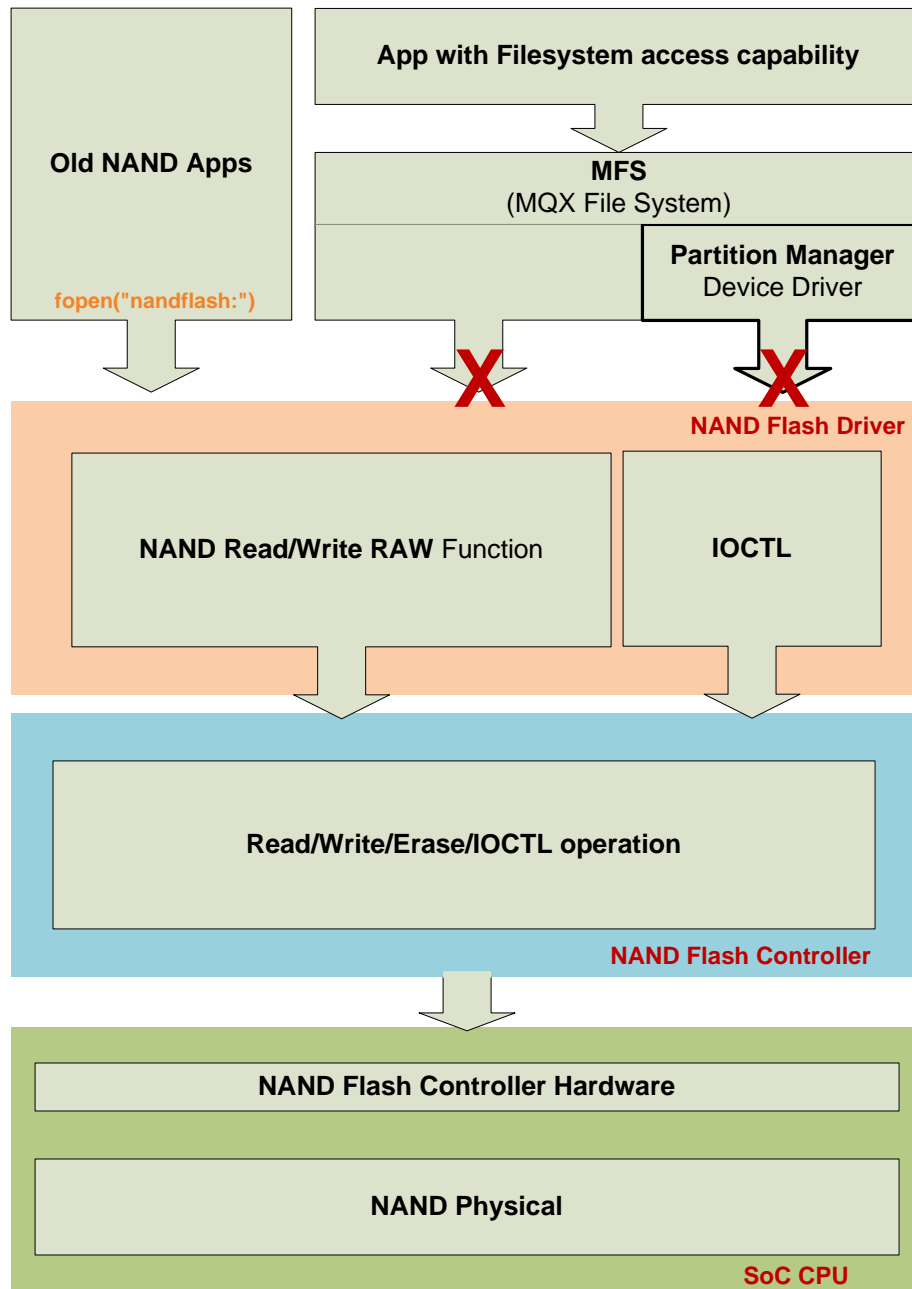 App with Filesystem access capability
Old NAND Apps
MFS
(MQX File System)
Partition Manager
Device Driver
fopen("nandflash:")
X
X
NAND Flash Driver
NAND Read/Write RAW Function
IOCTL
Read/Write/Erase/IOCTL operation
NAND Flash Controller
NAND Flash Controller Hardware
NAND Physical
SoC CPU